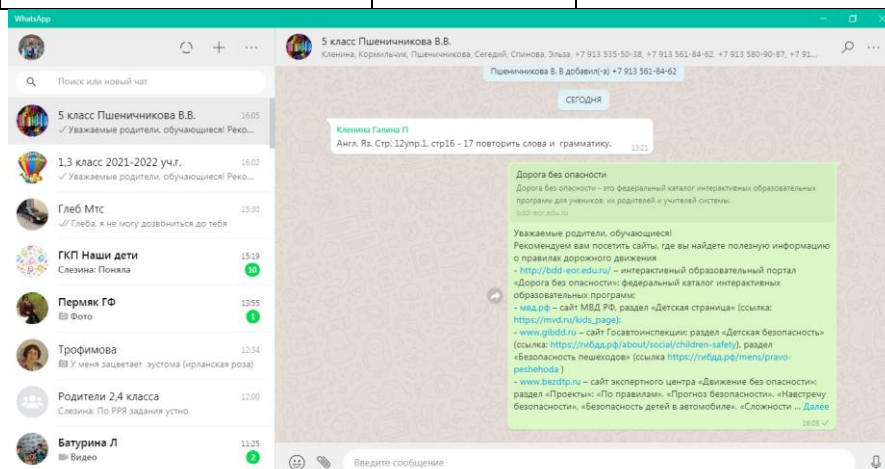 WhatsApp
Поиск или новый чат
5 класс Пшеничникова В.В. 16:05
Уважаемые родители, обучающиеся! Реко...
1,3 класс 2021-2022 уч.г. 16:02
Уважаемые родители, обучающиеся! Реко...
Глеб Мтс 15:30
Глеба. я не могу дозвониться до тебя
ГКП Наши дети 15:19
Слезина: Поняла 10
Пермяк ГФ 13:55
Фото 1
Трофимова 12:34
У меня зацветает эустома (ирланская роза)
Родители 2,4 класса 12:00
Слезина: По РРЯ задания устно
Батурина Л 11:25
Видео 2
5 класс Пшеничникова В.В.
Кленина, Кормильчик, Пшеничникова, Сегедий, Спинова, Эльза, +7 913 535-50-38, +7 913 561-84-62, +7 913 580-90-87, +7 91...
Пшеничникова В. В добавил(-а) +7 913 561-84-62
СЕГОДНЯ
Кленина Галина П
Англ. Яз. Стр. 12упр.1. стр16 - 17 повторить слова и грамматику. 13:21
Дорога без опасности
Дорога без опасности - это федеральный каталог интерактивных образовательных
программ для учеников, их родителей и учителей системы.
bdd-eor.edu.ru
Уважаемые родители, обучающиеся!
Рекомендуем вам посетить сайты, где вы найдете полезную информацию
о правилах дорожного движения
- http://bdd-eor.edu.ru/ – интерактивный образовательный портал
«Дорога без опасности»: федеральный каталог интерактивных
образовательных программ;
- мвд.рф – сайт МВД РФ, раздел «Детская страница» (ссылка:
https://mvd.ru/kids_page);
- www.gibdd.ru – сайт Госавтоинспекции: раздел «Детская безопасность»
(ссылка: https://гибдд.рф/about/social/children-safety), раздел
«Безопасность пешеходов» (ссылка https://гибдд.рф/mens/pravo-
peshehoda )
- www.bezdtp.ru – сайт экспертного центра «Движение без опасности»:
раздел «Проекты»: «По правилам», «Прогноз безопасности», «Навстречу
безопасности», «Безопасность детей в автомобиле», «Сложности ... Далее
16:05
Введите сообщение